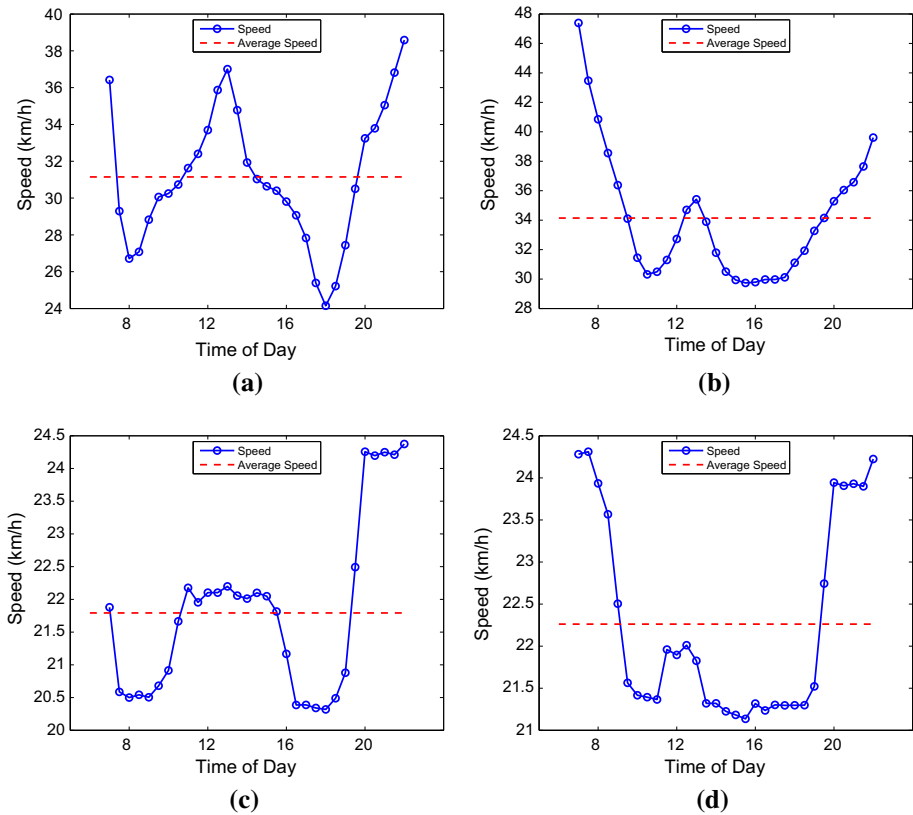 40
38
36
34
32
30
28
26
24
Speed (km/h)
Speed
Average Speed
8
12
16
20
Time of Day
(a)
48
46
44
42
40
38
36
34
32
30
28
Speed (km/h)
Speed
Average Speed
8
12
16
20
Time of Day
(b)
24.5
24
23.5
23
22.5
22
21.5
21
20.5
20
Speed (km/h)
Speed
Average Speed
8
12
16
20
Time of Day
(c)
24.5
24
23.5
23
22.5
22
21.5
21
Speed (km/h)
Speed
Average Speed
8
12
16
20
Time of Day
(d)